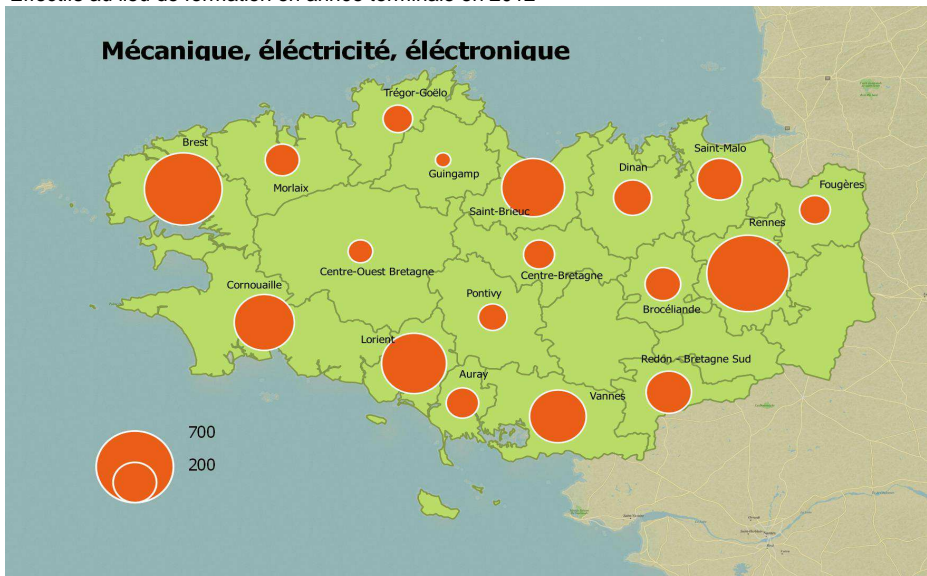 Mécanique, éléctricité, éléctronique
Trégor-Goëlo
Brest
Saint-Malo
Dinan
Guingamp
Fougères
Morlaix
Saint-Brieuc
Rennes
Centre-Ouest Bretagne
Centre-Bretagne
Cornouaille
Pontivy
Brocéliande
Lorient
Redon - Bretagne Sud
Auray
Vannes
700
200